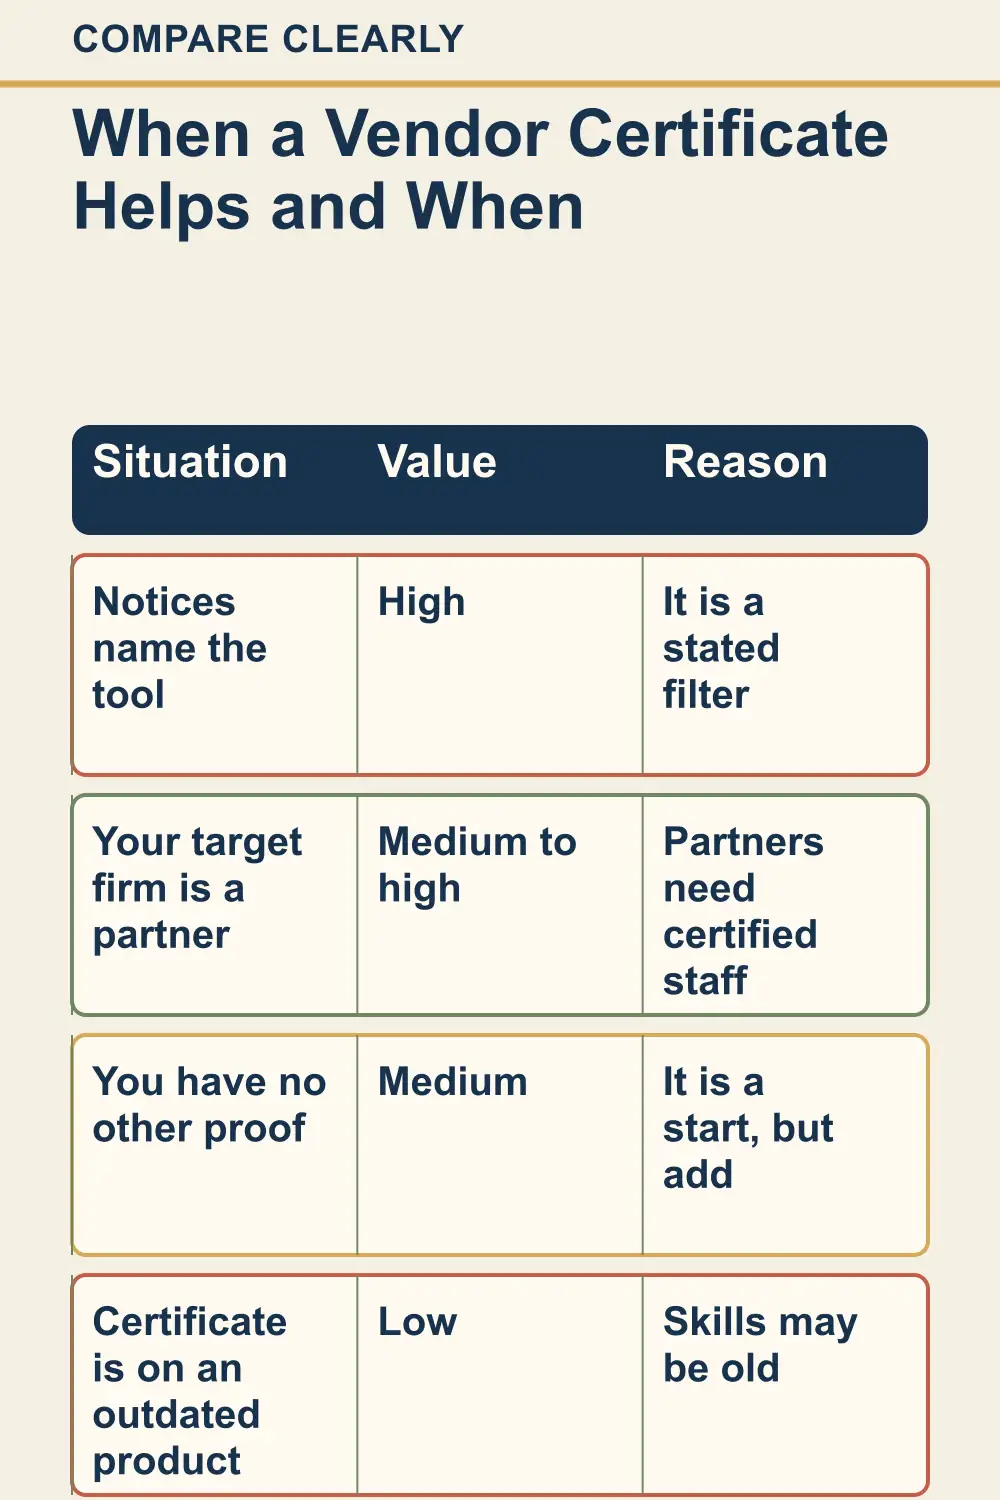 COMPARE CLEARLY
When a Vendor Certificate
Helps and When
Situation
Value
Reason
Notices
name the
tool
High
It is a
stated
filter
Your target
firm is a
partner
Medium to
high
Partners
need
certified
staff
You have no
other proof
Medium
It is a
start, but
add
Certificate
is on an
outdated
product
Low
Skills may
be old